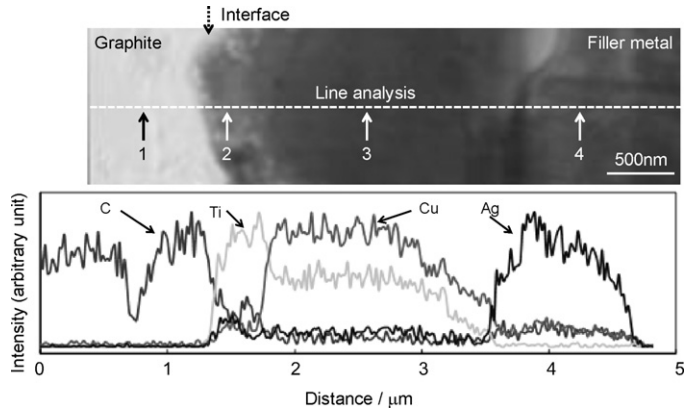 Interface
Graphite
Filler metal
Line analysis
1 2 3 4
500nm
C Ti Cu Ag
Intensity (arbitrary unit)
0 1 2 3 4 5
Distance / μm